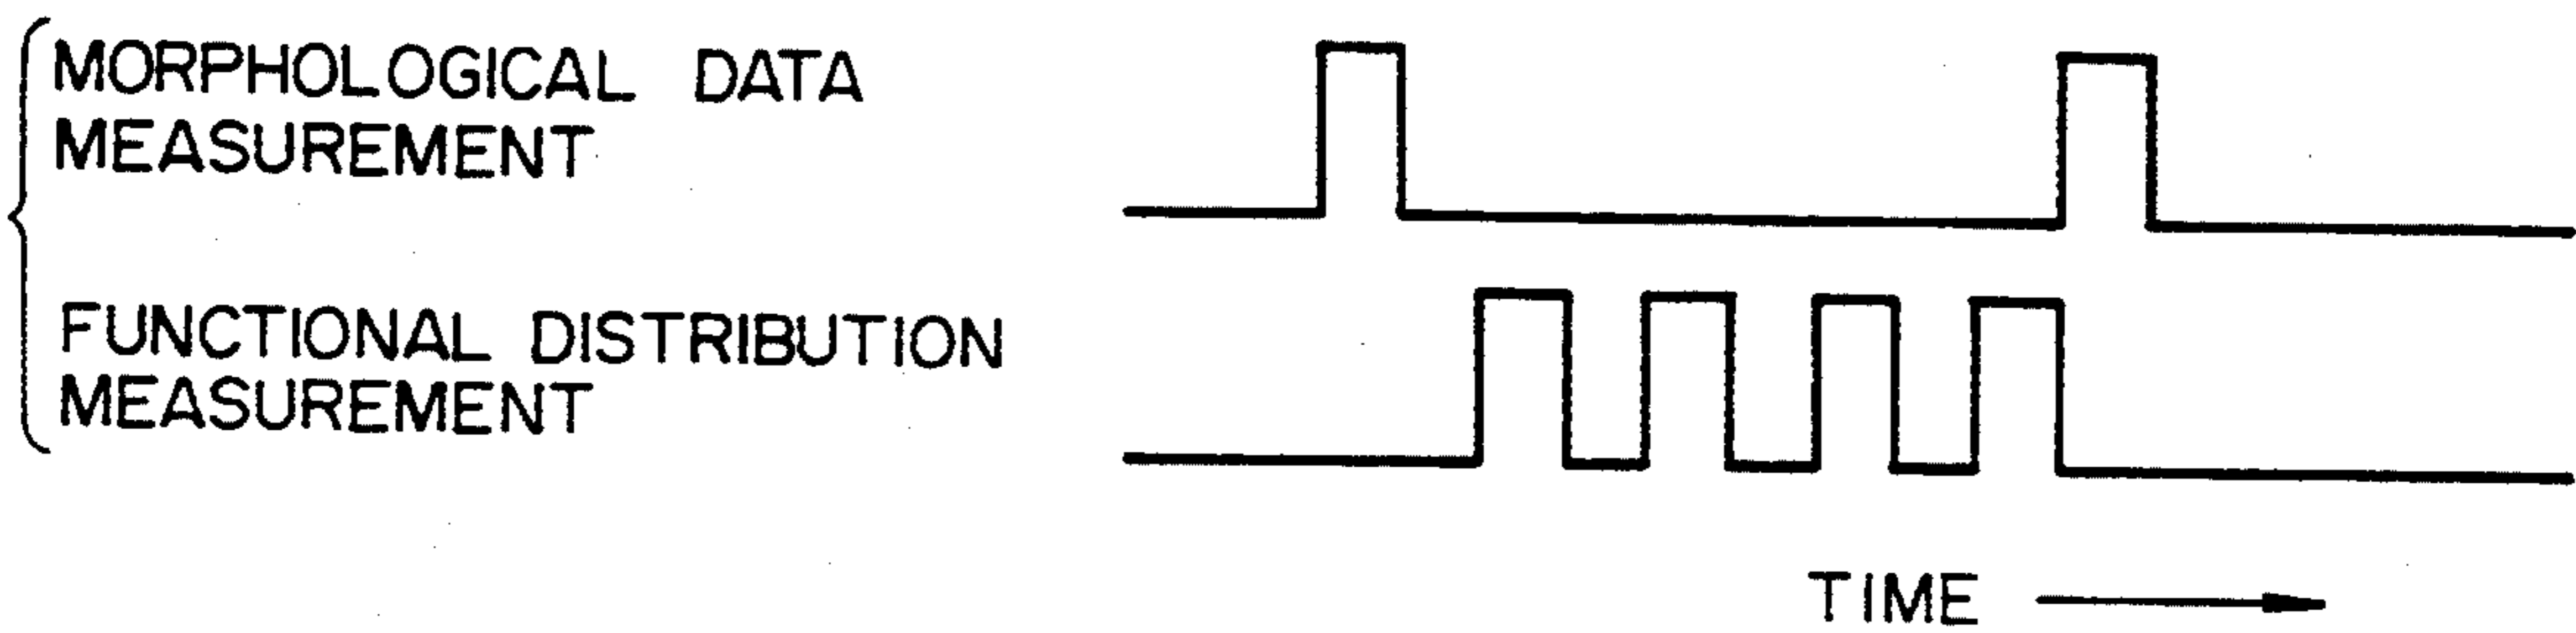 MORPHOLOGICAL DATA
MEASUREMENT
FUNCTIONAL DISTRIBUTION
MEASUREMENT
TIME